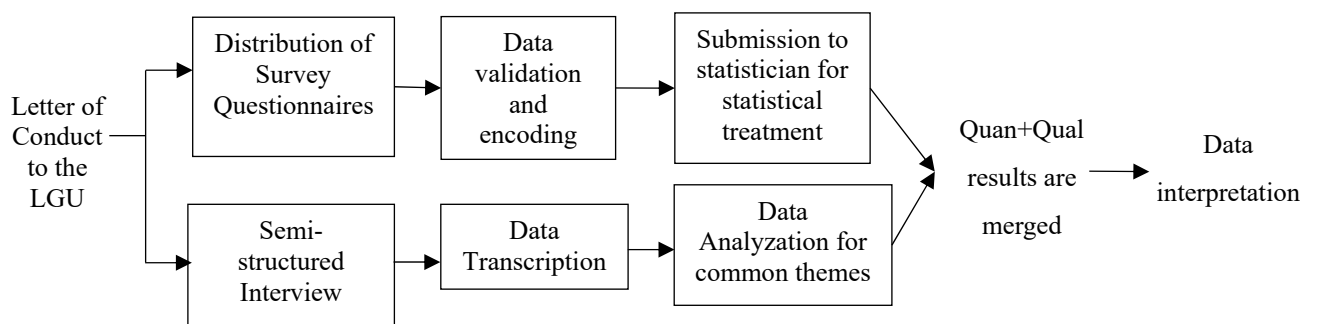 Letter of
Conduct
to the
LGU
Distribution of
Survey
Questionnaires
Data
validation
and
encoding
Submission to
statistician for
statistical
treatment
Semi-
structured
Interview
Data
Transcription
Data
Analyzation for
common themes
Quan+Qual
results are
merged
Data
interpretation